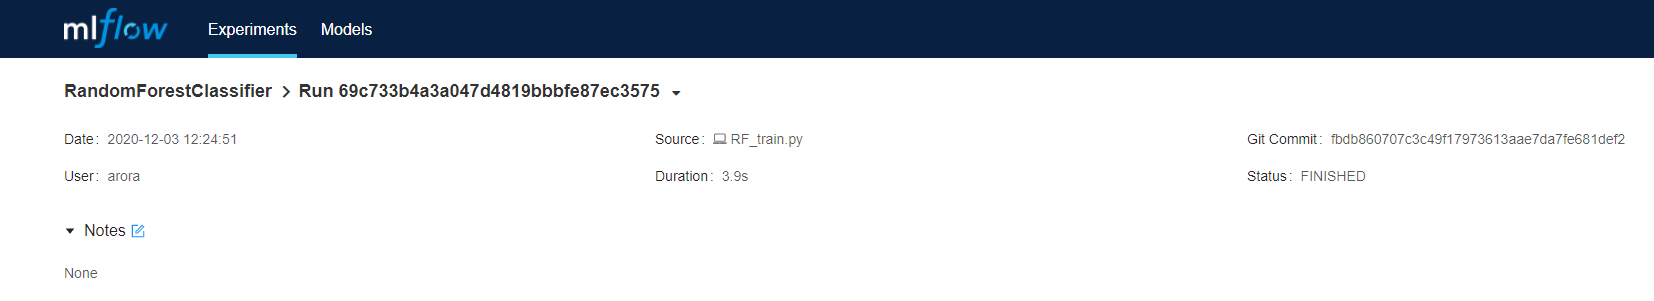 mlflow Experiments Models
RandomForestClassifier > Run 69c733b4a3a047d4819bbbfe87ec3575
Date: 2020-12-03 12:24:51 Source: RF_train.py Git Commit: fbdb860707c3c49f17973613aae7da7fe681def2
User: arora Duration: 3.9s Status: FINISHED
Notes
None